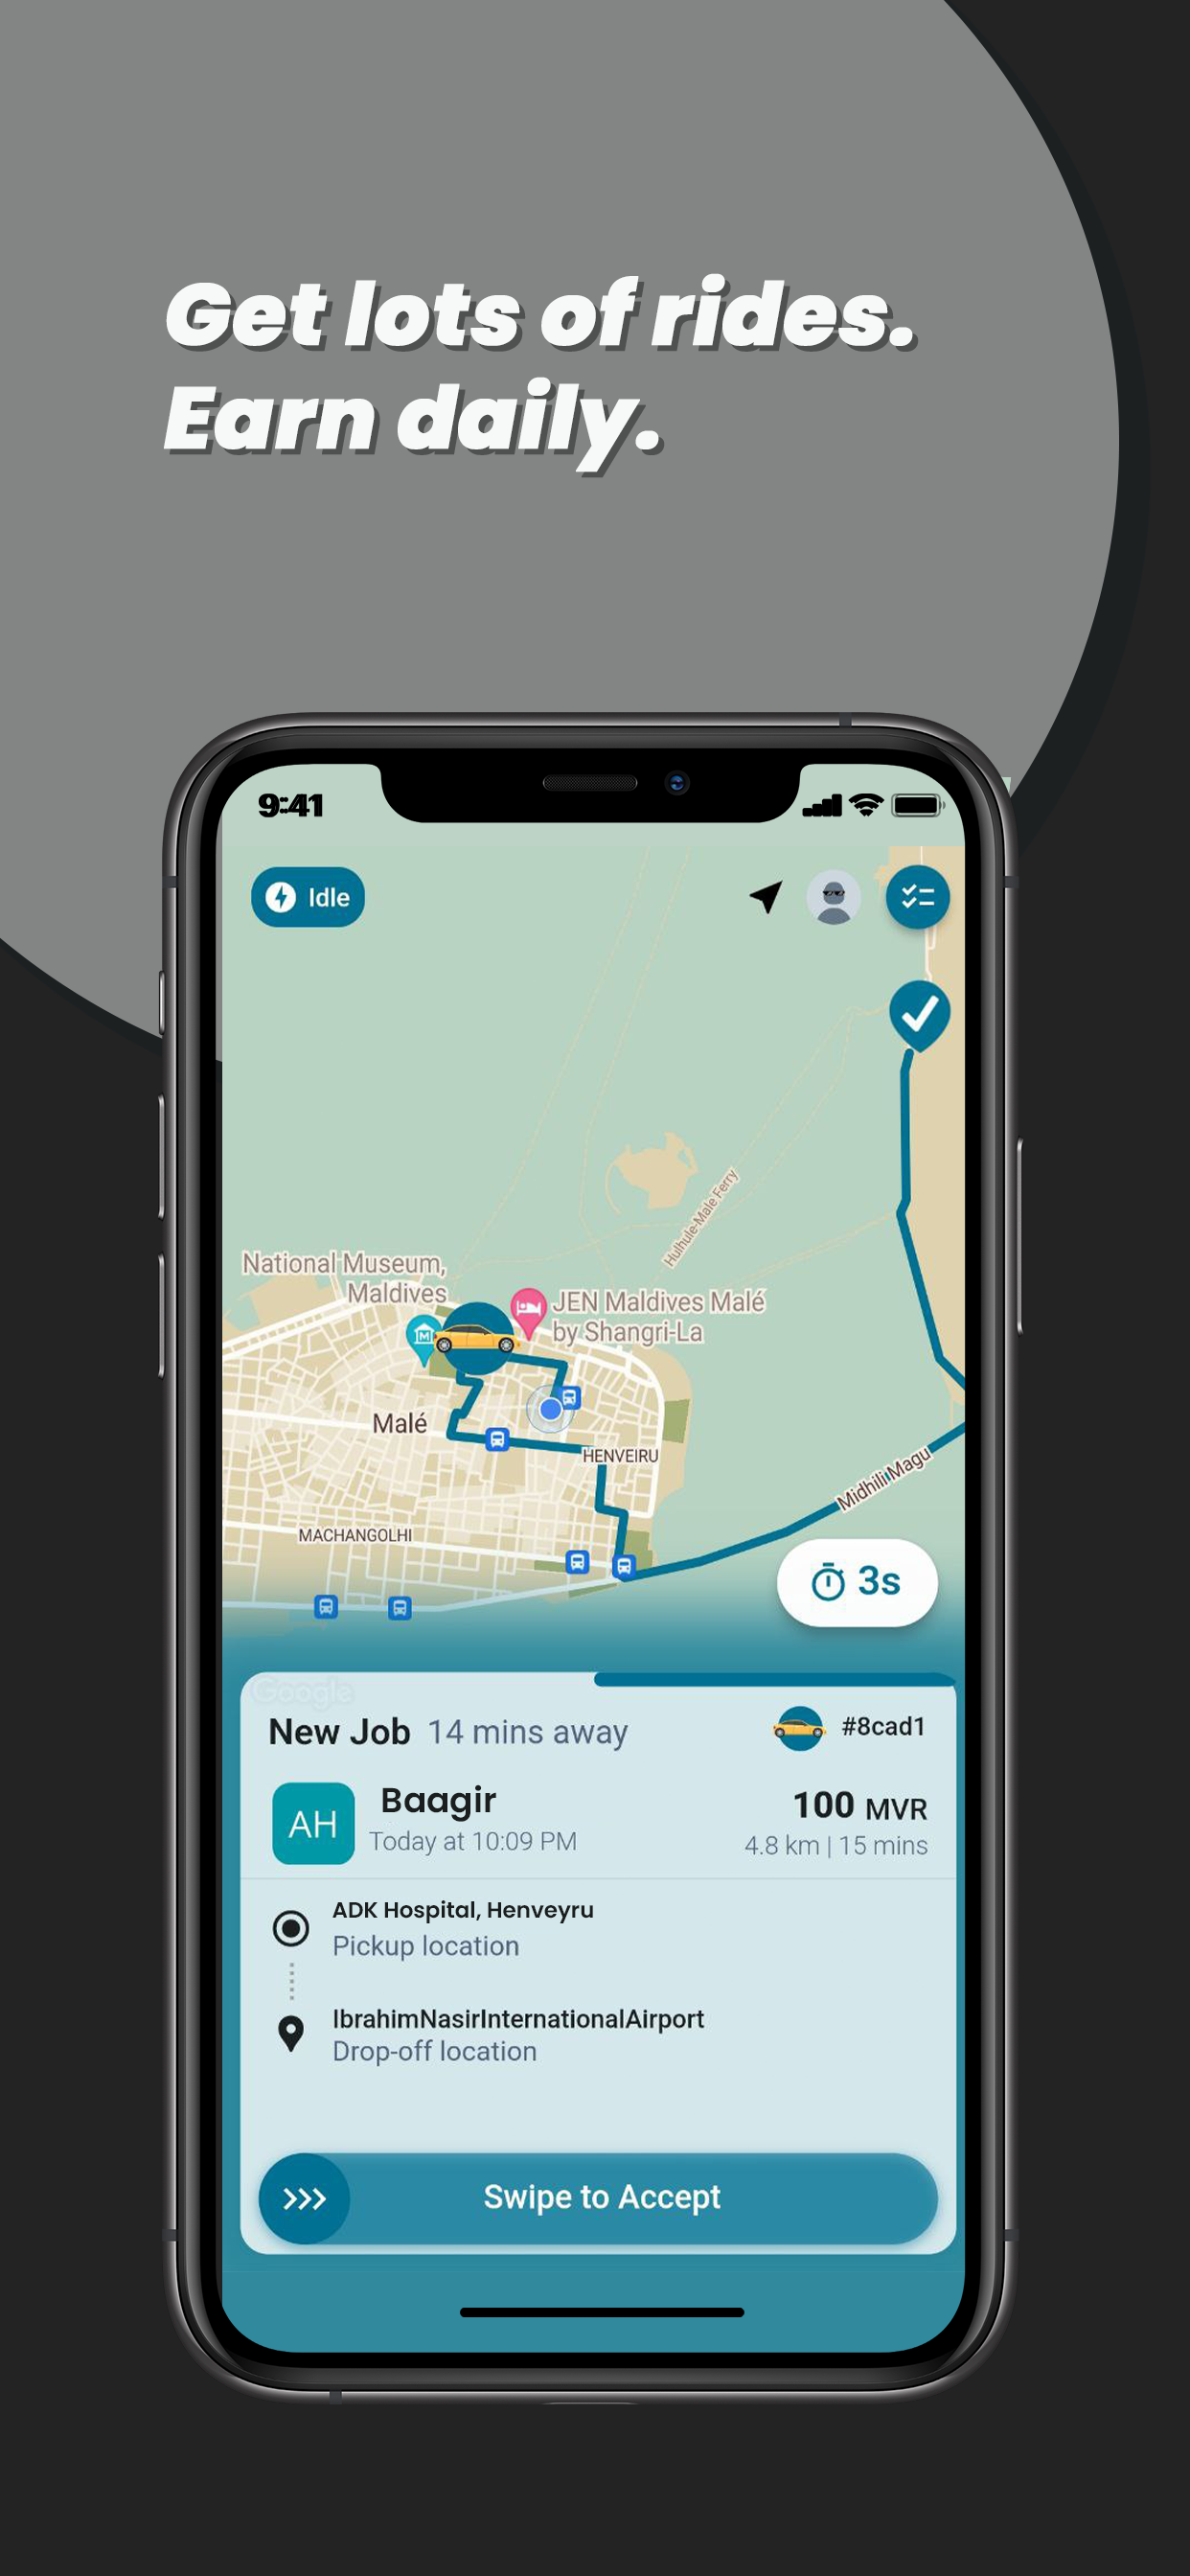 Get lots of rides.
Earn daily.
9:41
Idle
Hulhule-Male Ferry
National Museum,
Maldives
JEN Maldives Malé
by Shangri-La
Malé
HENVEIRU
Midhili Magu
MACHANGOLHI
3s
Google
New Job 14 mins away
#8cad1
AH
Baagir
100 MVR
Today at 10:09 PM
4.8 km | 15 mins
ADK Hospital, Henveyru
Pickup location
IbrahimNasirInternationalAirport
Drop-off location
Swipe to Accept